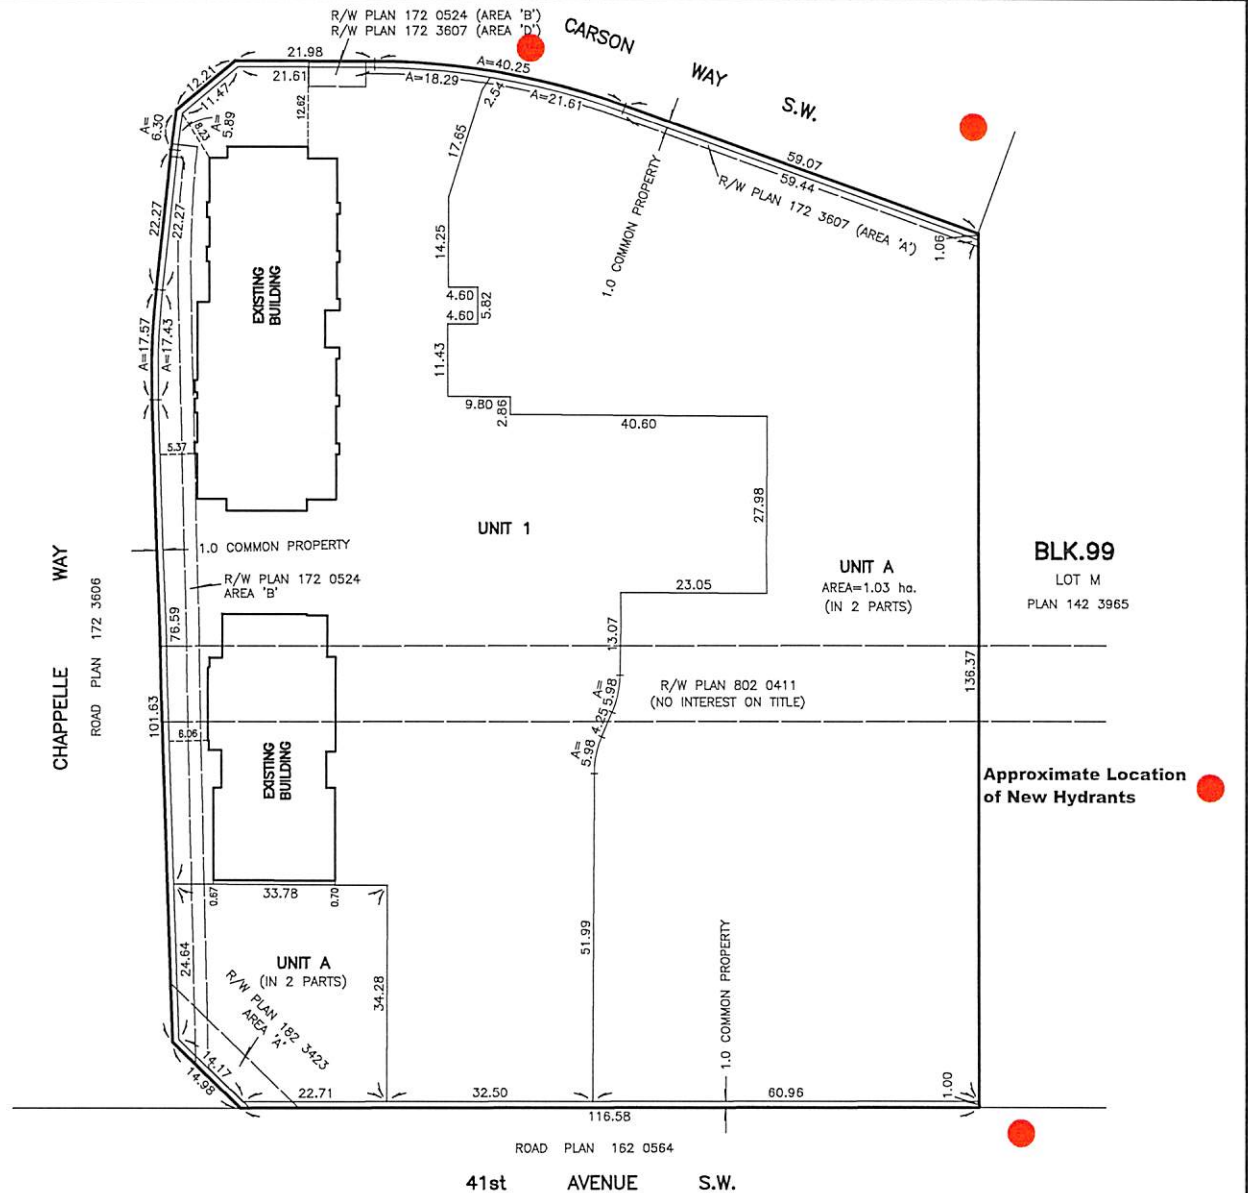 R/W PLAN 172 0524 (AREA 'B')
R/W PLAN 172 3607 (AREA 'D')
CARSON WAY S.W.
21.98
A=40.25
12.21
21.61
A=18.29
11.47
2.54
A=21.61
12.62
A=
6.30
A=
5.89
8.23
17.65
59.07
59.44
R/W PLAN 172 3607 (AREA 'A')
1.0 COMMON PROPERTY
1.06
22.27
22.27
14.25
EXISTING
BUILDING
4.60
5.82
4.60
A=17.57
A=17.43
11.43
9.80
2.86
40.60
5.37
27.98
UNIT 1
1.0 COMMON PROPERTY
BLK.99
LOT M
PLAN 142 3965
UNIT A
AREA=1.03 ha.
(IN 2 PARTS)
R/W PLAN 172 0524
AREA 'B'
23.05
CHAPPELLE WAY
ROAD PLAN 172 3606
76.59
13.07
136.37
R/W PLAN 802 0411
(NO INTEREST ON TITLE)
A=
5.98
4.25
A=
5.98
101.63
6.06
EXISTING
BUILDING
Approximate Location
of New Hydrants
0.67
33.78
0.70
24.64
UNIT A
(IN 2 PARTS)
R/W PLAN 182 3423
AREA 'A'
34.28
51.99
1.0 COMMON PROPERTY
14.17
14.98
22.71
32.50
60.96
1.00
116.58
ROAD PLAN 162 0564
41st AVENUE S.W.